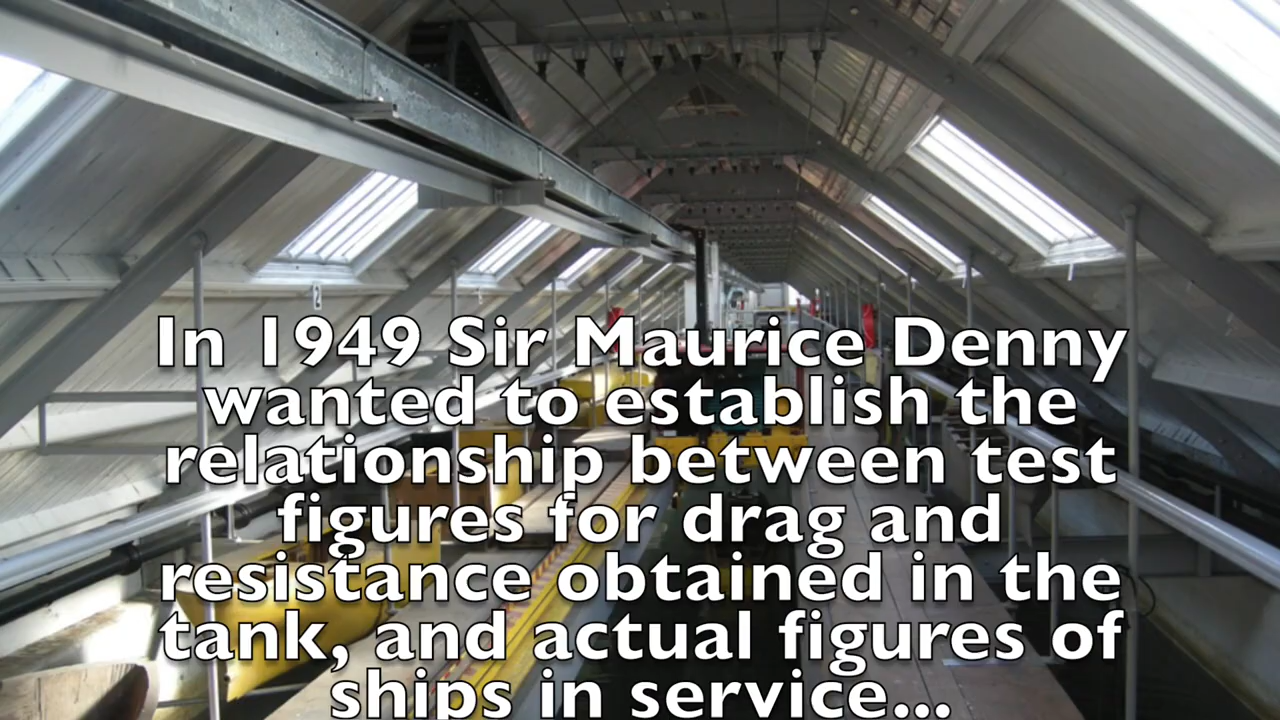 2
In 1949 Sir Maurice Denny
wanted to establish the
relationship between test
figures for drag and
resistance obtained in the
tank, and actual figures of
ships in service...